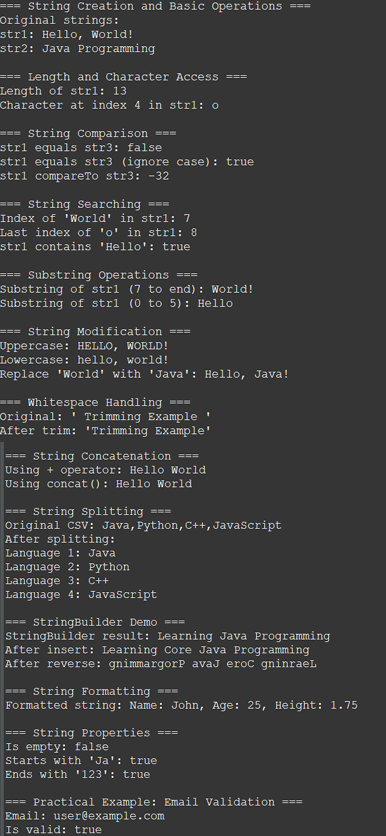 === String Creation and Basic Operations ===
Original strings:
str1: Hello, World!
str2: Java Programming
=== Length and Character Access ===
Length of str1: 13
Character at index 4 in str1: o
=== String Comparison ===
str1 equals str3: false
str1 equals str3 (ignore case): true
str1 compareTo str3: -32
=== String Searching ===
Index of 'World' in str1: 7
Last index of 'o' in str1: 8
str1 contains 'Hello': true
=== Substring Operations ===
Substring of str1 (7 to end): World!
Substring of str1 (0 to 5): Hello
=== String Modification ===
Uppercase: HELLO, WORLD!
Lowercase: hello, world!
Replace 'World' with 'Java': Hello, Java!
=== Whitespace Handling ===
Original: ' Trimming Example '
After trim: 'Trimming Example'
=== String Concatenation ===
Using + operator: Hello World
Using concat(): Hello World
=== String Splitting ===
Original CSV: Java,Python,C++,JavaScript
After splitting:
Language 1: Java
Language 2: Python
Language 3: C++
Language 4: JavaScript
=== StringBuilder Demo ===
StringBuilder result: Learning Java Programming
After insert: Learning Core Java Programming
After reverse: gnimmargorP avaJ eroC gninraeL
=== String Formatting ===
Formatted string: Name: John, Age: 25, Height: 1.75
=== String Properties ===
Is empty: false
Starts with 'Ja': true
Ends with '123': true
=== Practical Example: Email Validation ===
Email: user@example.com
Is valid: true